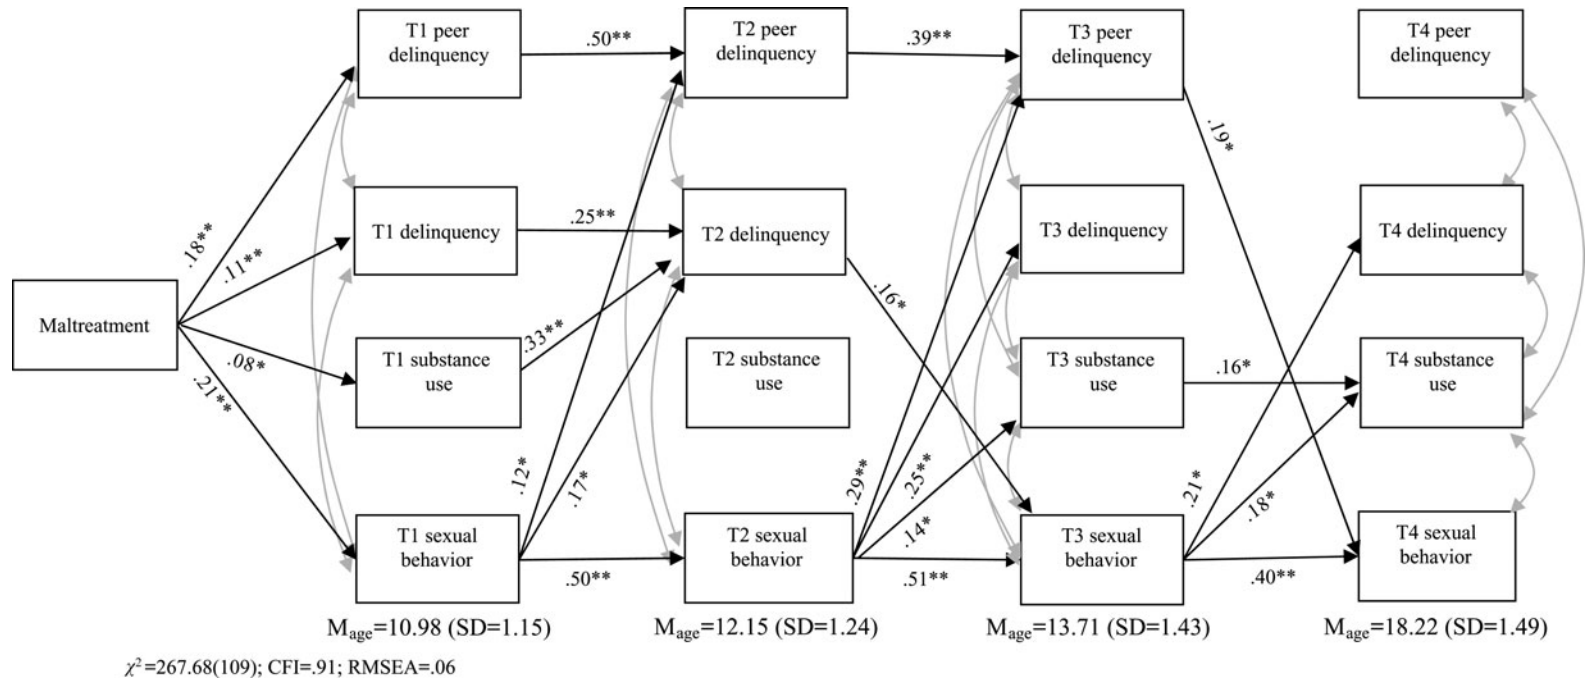 T1 peer
delinquency
T2 peer
delinquency
T3 peer
delinquency
T4 peer
delinquency
.50**
.39**
.19*
T1 delinquency
T2 delinquency
T3 delinquency
T4 delinquency
.18**
.11**
.25**
.16*
Maltreatment
.08*
.21**
T1 substance
use
.33**
T2 substance
use
T3 substance
use
.16*
T4 substance
use
.12*
.17*
.29**
.25**
.14*
.21*
.18*
T1 sexual
behavior
T2 sexual
behavior
T3 sexual
behavior
T4 sexual
behavior
.50**
.51**
.40**
Mage=10.98 (SD=1.15)
Mage=12.15 (SD=1.24)
Mage=13.71 (SD=1.43)
Mage=18.22 (SD=1.49)
χ²=267.68(109); CFI=.91; RMSEA=.06